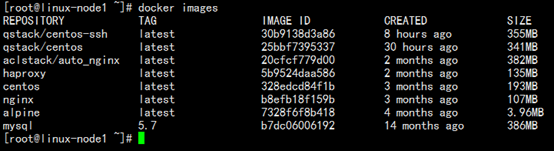 [root@linux-node1 ~]# docker images
REPOSITORY TAG IMAGE ID CREATED SIZE
qstack/centos-ssh latest 30b9138d3a86 8 hours ago 355MB
qstack/centos latest 25bbf7395337 30 hours ago 341MB
aclstack/auto_nginx latest 20cfcf779d00 2 months ago 382MB
haproxy latest 5b9524daa586 2 months ago 135MB
centos latest 328edcd84f1b 3 months ago 193MB
nginx latest b8efb18f159b 3 months ago 107MB
alpine latest 7328f6f8b418 4 months ago 3.96MB
mysql 5.7 b7dc06006192 14 months ago 386MB
[root@linux-node1 ~]#